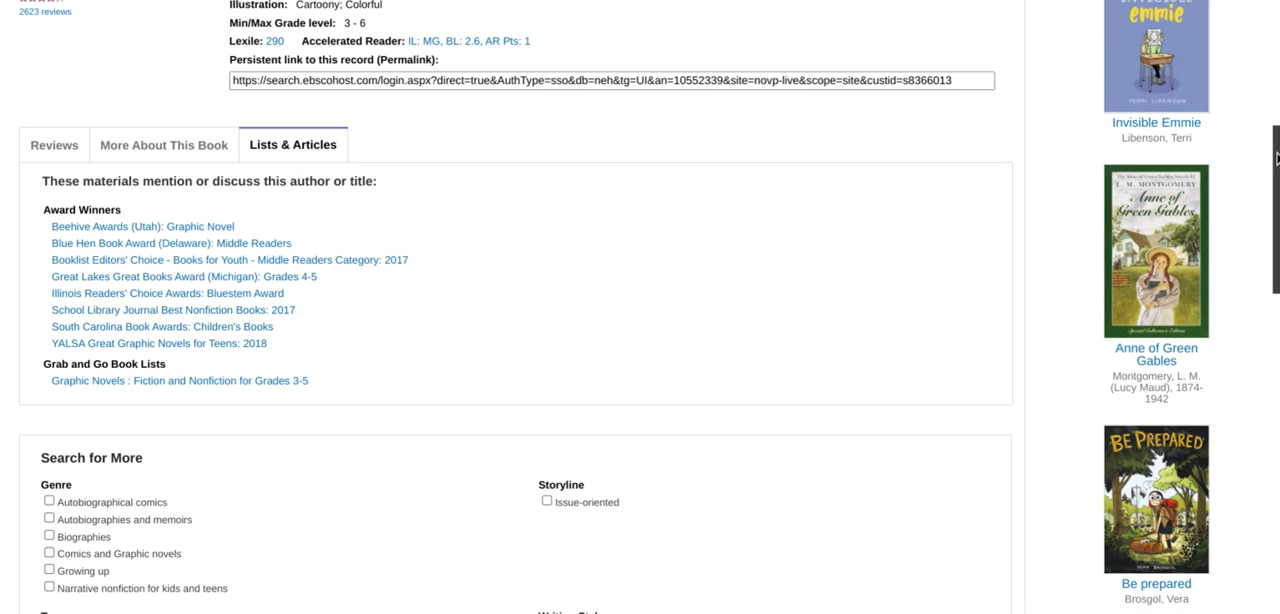 2623 reviews
Illustration: Cartoony; Colorful
Min/Max Grade level: 3 - 6
Lexile: 290 Accelerated Reader: IL: MG, BL: 2.6, AR Pts: 1
Persistent link to this record (Permalink):
https://search.ebscohost.com/login.aspx?direct=true&AuthType=sso&db=neh&tg=UI&an=10552339&site=novp-live&scope=site&custid=s8366013
Reviews More About This Book Lists & Articles
These materials mention or discuss this author or title:
Award Winners
Beehive Awards (Utah): Graphic Novel
Blue Hen Book Award (Delaware): Middle Readers
Booklist Editors' Choice - Books for Youth - Middle Readers Category: 2017
Great Lakes Great Books Award (Michigan): Grades 4-5
Illinois Readers' Choice Awards: Bluestem Award
School Library Journal Best Nonfiction Books: 2017
South Carolina Book Awards: Children's Books
YALSA Great Graphic Novels for Teens: 2018
Grab and Go Book Lists
Graphic Novels : Fiction and Nonfiction for Grades 3-5
Search for More
Genre
Autobiographical comics
Autobiographies and memoirs
Biographies
Comics and Graphic novels
Growing up
Narrative nonfiction for kids and teens
Storyline
Issue-oriented
emmie
TERRI LIBENSON
Invisible Emmie
Libenson, Terri
L. M. MONTGOMERY
Anne of
Green Gables
Anne of Green
Gables
Montgomery, L. M.
(Lucy Maud), 1874-
1942
BE PREPARED
VERA BROSGOL
Be prepared
Brosgol, Vera